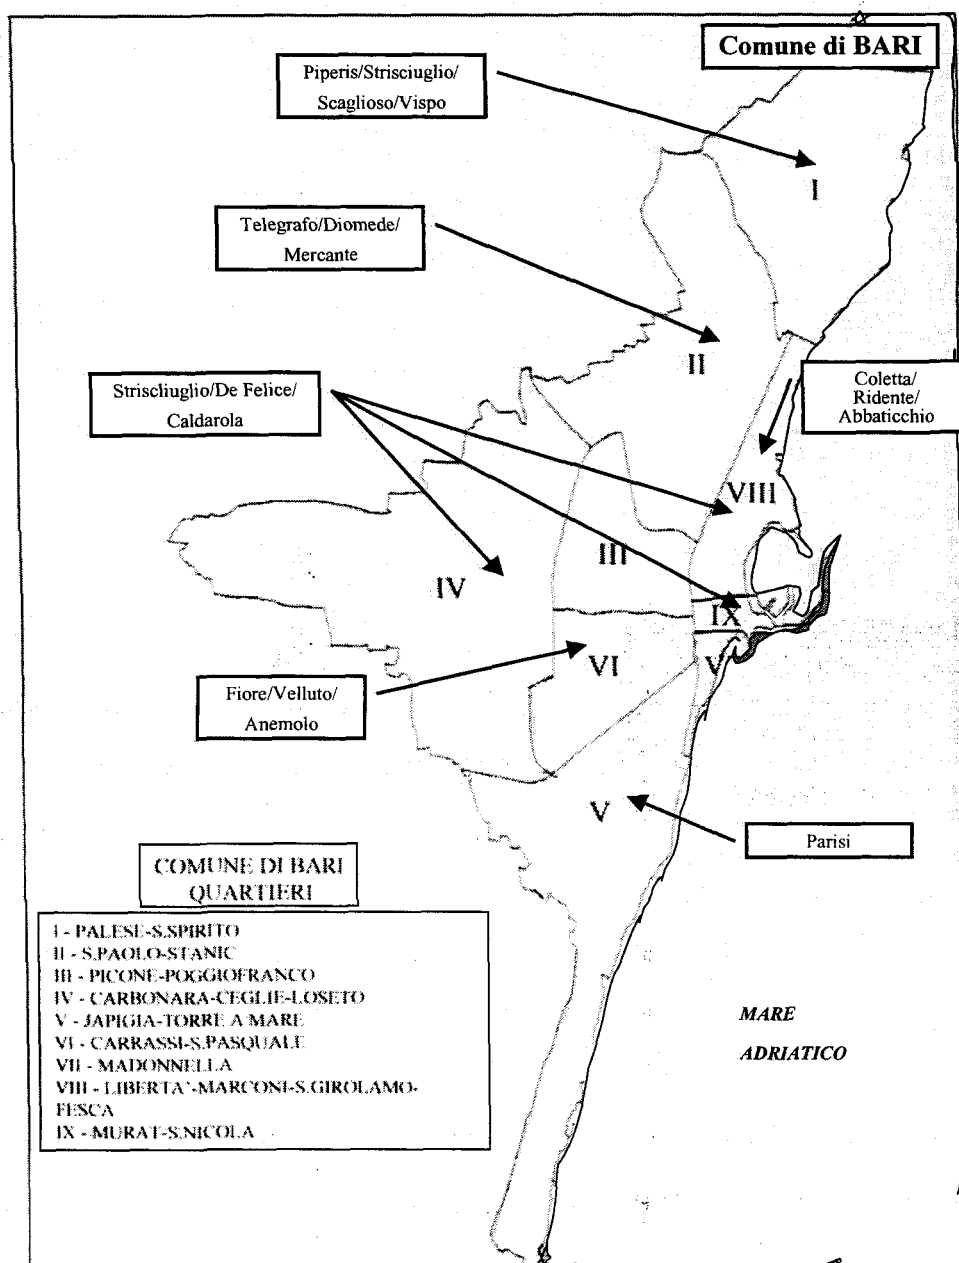 Comune di BARI
Piperis/Strisciuglio/
Scaglioso/Vispo
I
Telegrafo/Diomede/
Mercante
II
Strischiuglio/De Felice/
Caldarola
Coletta/
Ridente/
Abbaticchio
VIII
III
IV
IX
VI
V
Fiore/Velluto/
Anemolo
V
Parisi
COMUNE DI BARI
QUARTIERI
I - PALESE-S.SPIRITO
II - S.PAOLO-STANIC
III - PICONE-POGGIOFRANCO
IV - CARBONARA-CEGLIE-LOSETO
V - JAPIGIA-TORRE A MARE
VI - CARRASSI-S.PASQUALE
VII - MADONNELLA
VIII - LIBERTA'-MARCONI-S.GIROLAMO-
FESCA
IX - MURAT-S.NICOLA
MARE
ADRIATICO